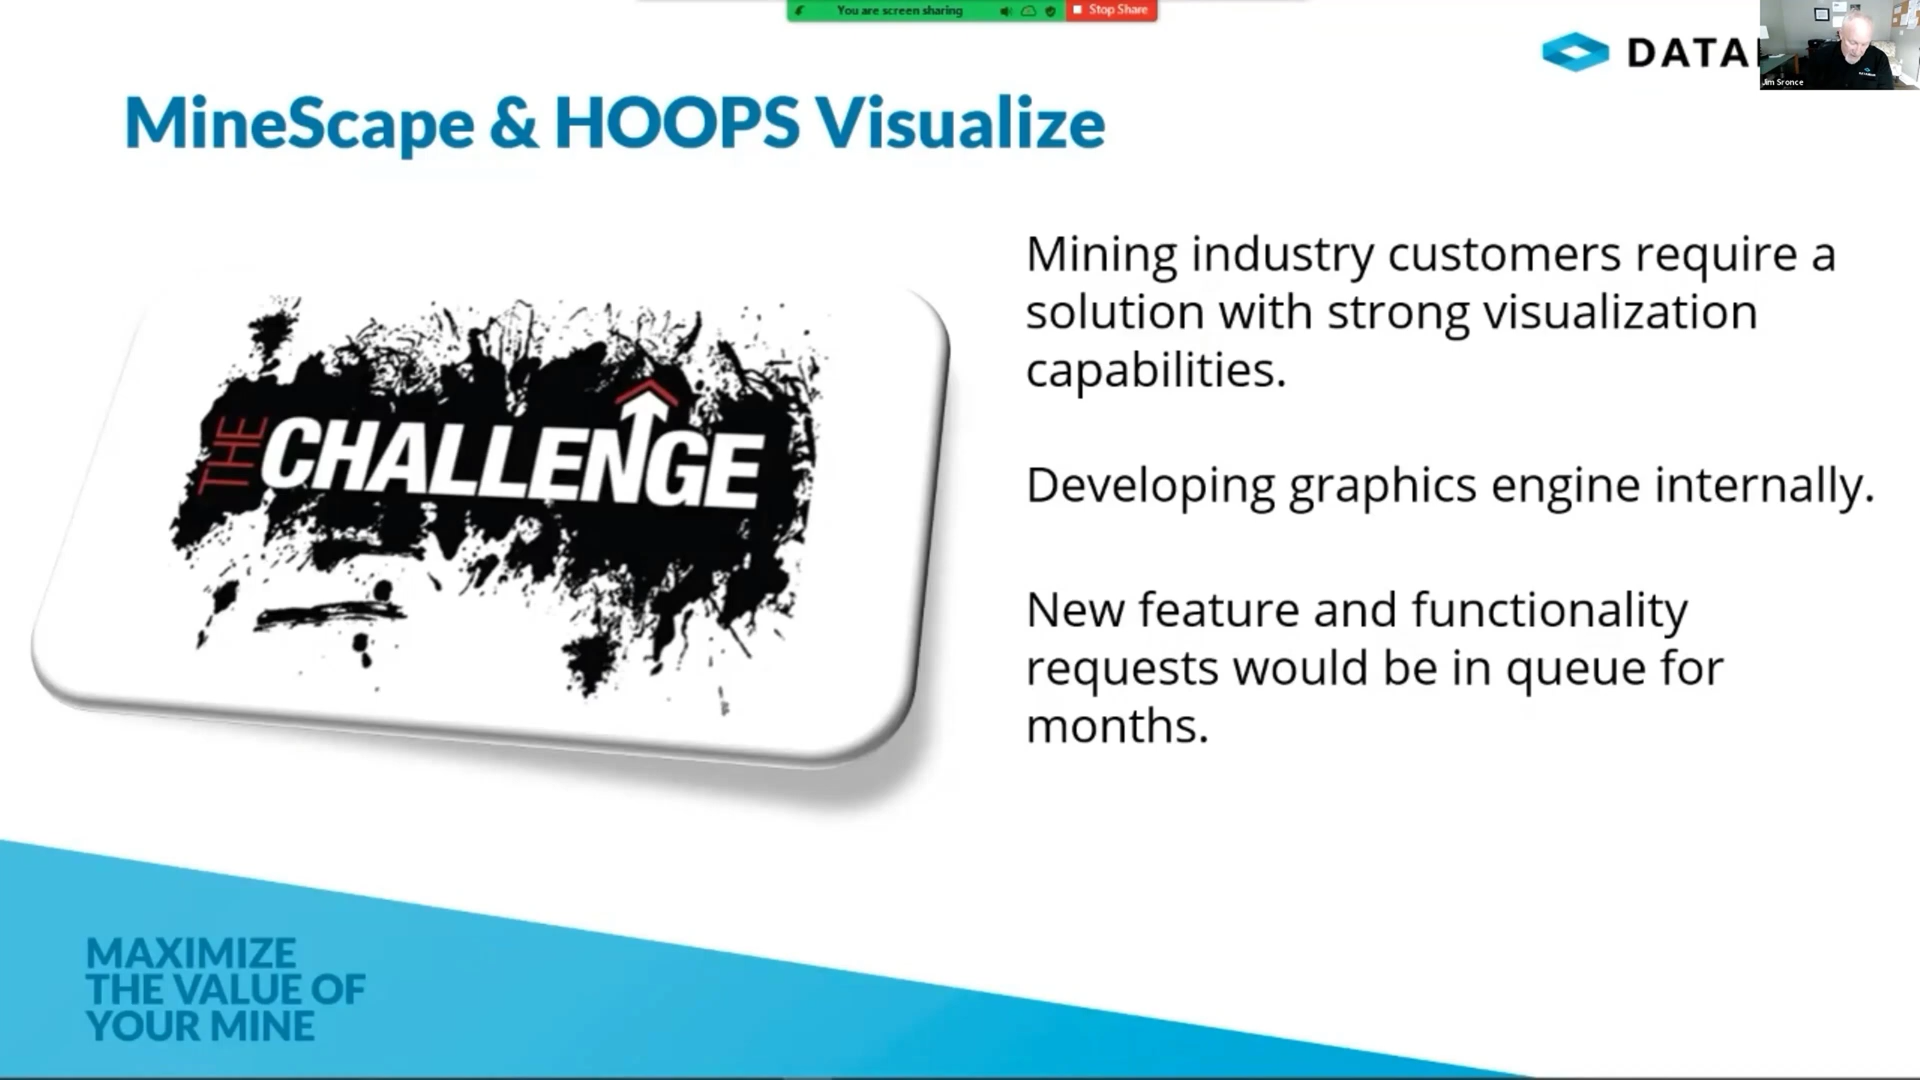 You are screen sharing
Stop Share
DATA
Jim Sronce
MineScape & HOOPS Visualize
Mining industry customers require a
solution with strong visualization
capabilities.
THE CHALLENGE
Developing graphics engine internally.
New feature and functionality
requests would be in queue for
months.
MAXIMIZE
THE VALUE OF
YOUR MINE